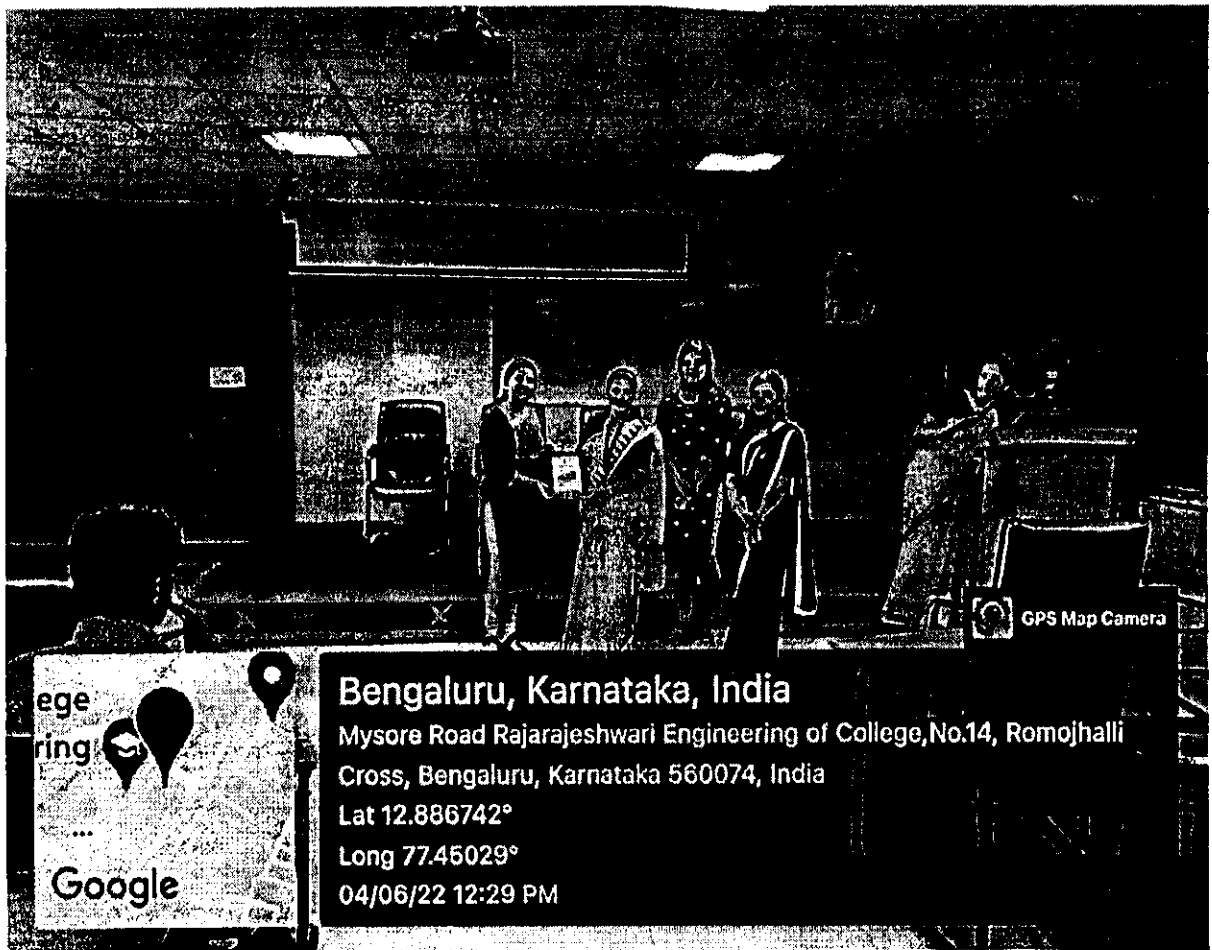 GPS Map Camera
ege
ring
...
Google
Bengaluru, Karnataka, India
Mysore Road Rajarajeshwari Engineering of College,No.14, Romojhalli
Cross, Bengaluru, Karnataka 560074, India
Lat 12.886742°
Long 77.45029°
04/06/22 12:29 PM